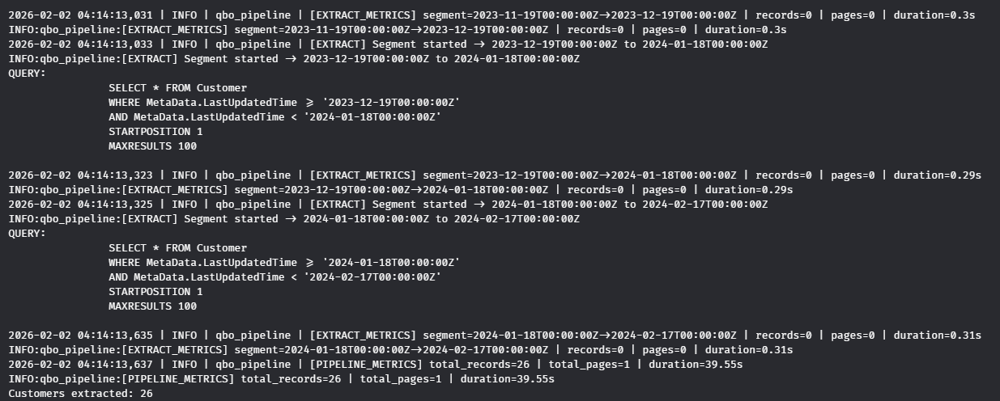 2026-02-02 04:14:13,031 | INFO | qbo_pipeline | [EXTRACT_METRICS] segment=2023-11-19T00:00:00Z→2023-12-19T00:00:00Z | records=0 | pages=0 | duration=0.3s
INFO:qbo_pipeline:[EXTRACT_METRICS] segment=2023-11-19T00:00:00Z→2023-12-19T00:00:00Z | records=0 | pages=0 | duration=0.3s
2026-02-02 04:14:13,033 | INFO | qbo_pipeline | [EXTRACT] Segment started → 2023-12-19T00:00:00Z to 2024-01-18T00:00:00Z
INFO:qbo_pipeline:[EXTRACT] Segment started → 2023-12-19T00:00:00Z to 2024-01-18T00:00:00Z
QUERY:
SELECT * FROM Customer
WHERE MetaData.LastUpdatedTime >= '2023-12-19T00:00:00Z'
AND MetaData.LastUpdatedTime < '2024-01-18T00:00:00Z'
STARTPOSITION 1
MAXRESULTS 100
2026-02-02 04:14:13,323 | INFO | qbo_pipeline | [EXTRACT_METRICS] segment=2023-12-19T00:00:00Z→2024-01-18T00:00:00Z | records=0 | pages=0 | duration=0.29s
INFO:qbo_pipeline:[EXTRACT_METRICS] segment=2023-12-19T00:00:00Z→2024-01-18T00:00:00Z | records=0 | pages=0 | duration=0.29s
2026-02-02 04:14:13,325 | INFO | qbo_pipeline | [EXTRACT] Segment started → 2024-01-18T00:00:00Z to 2024-02-17T00:00:00Z
INFO:qbo_pipeline:[EXTRACT] Segment started → 2024-01-18T00:00:00Z to 2024-02-17T00:00:00Z
QUERY:
SELECT * FROM Customer
WHERE MetaData.LastUpdatedTime >= '2024-01-18T00:00:00Z'
AND MetaData.LastUpdatedTime < '2024-02-17T00:00:00Z'
STARTPOSITION 1
MAXRESULTS 100
2026-02-02 04:14:13,635 | INFO | qbo_pipeline | [EXTRACT_METRICS] segment=2024-01-18T00:00:00Z→2024-02-17T00:00:00Z | records=0 | pages=0 | duration=0.31s
INFO:qbo_pipeline:[EXTRACT_METRICS] segment=2024-01-18T00:00:00Z→2024-02-17T00:00:00Z | records=0 | pages=0 | duration=0.31s
2026-02-02 04:14:13,637 | INFO | qbo_pipeline | [PIPELINE_METRICS] total_records=26 | total_pages=1 | duration=39.55s
INFO:qbo_pipeline:[PIPELINE_METRICS] total_records=26 | total_pages=1 | duration=39.55s
Customers extracted: 26